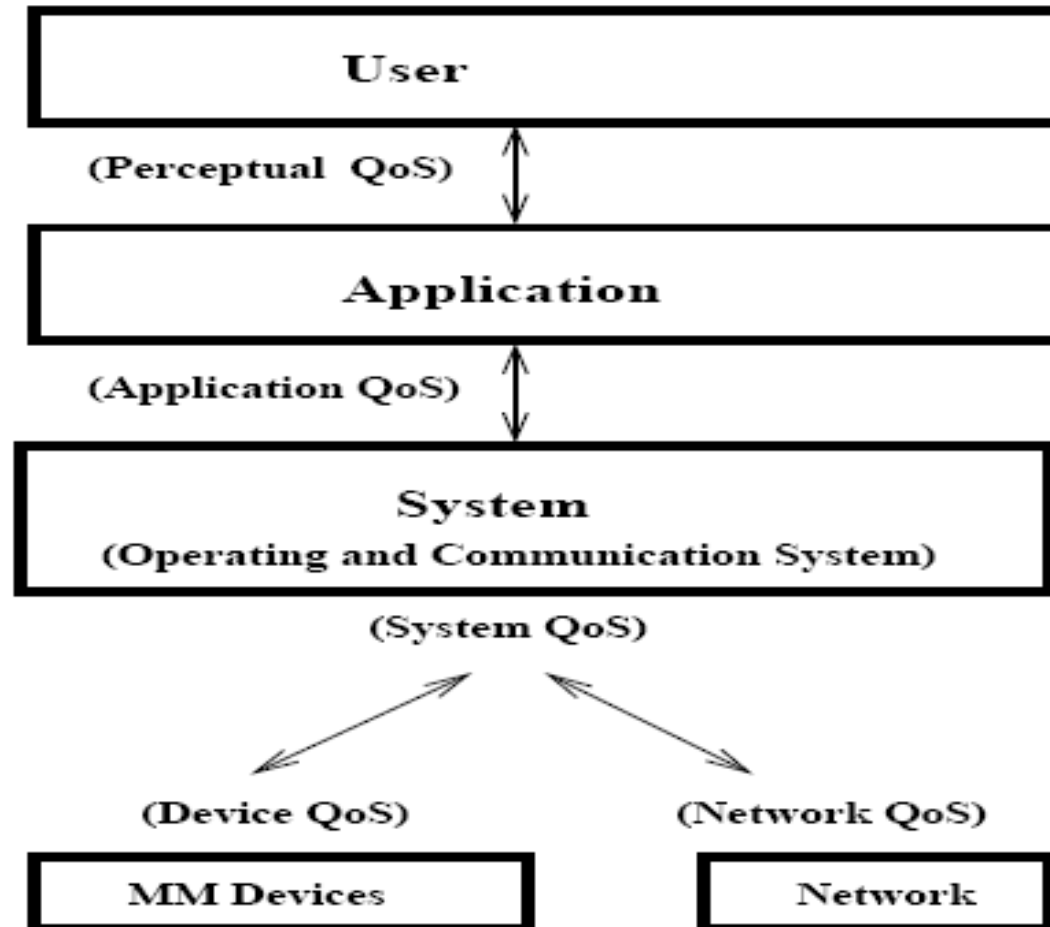 User
(Perceptual QoS)
Application
(Application QoS)
System
(Operating and Communication System)
(System QoS)
(Device QoS)
(Network QoS)
MM Devices
Network